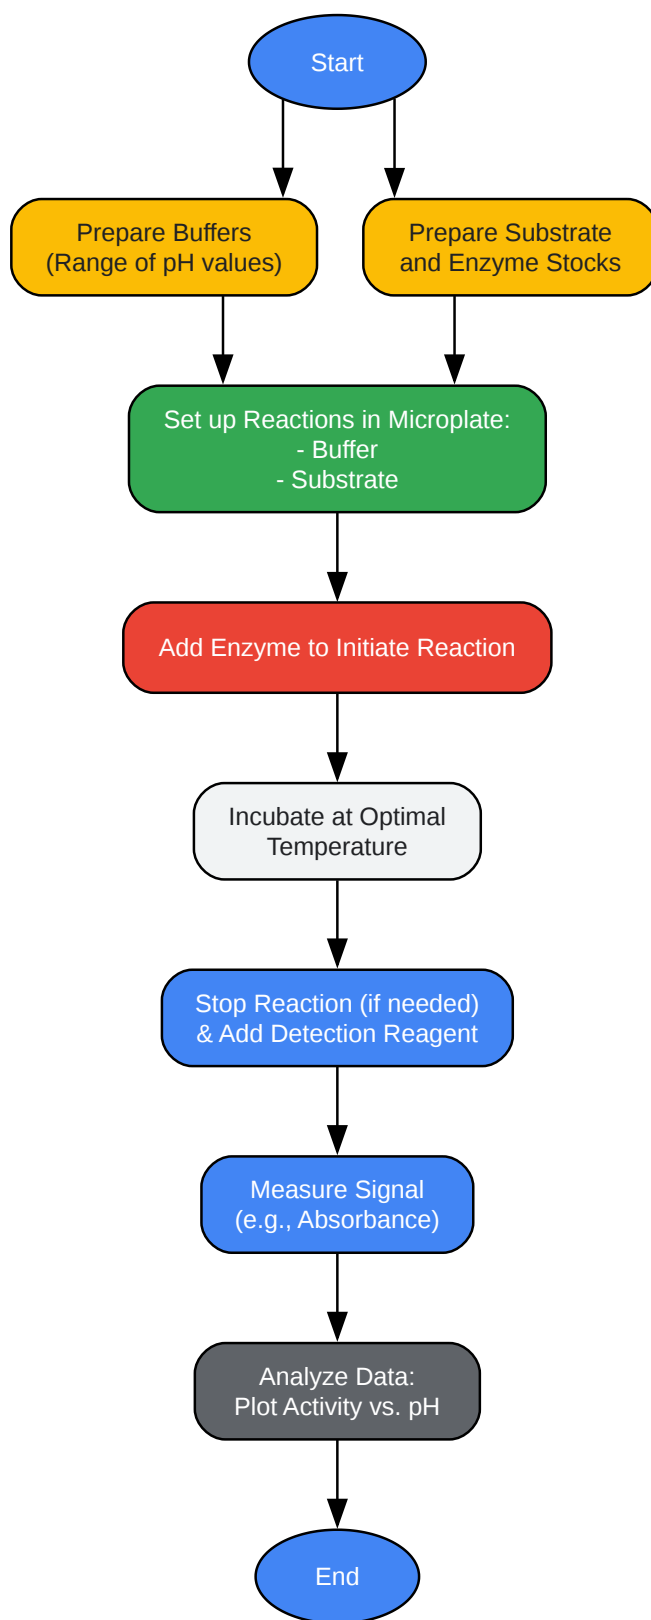 Start
Prepare Buffers
(Range of pH values)
Prepare Substrate
and Enzyme Stocks
Set up Reactions in Microplate:
- Buffer
- Substrate
Add Enzyme to Initiate Reaction
Incubate at Optimal
Temperature
Stop Reaction (if needed)
& Add Detection Reagent
Measure Signal
(e.g., Absorbance)
Analyze Data:
Plot Activity vs. pH
End